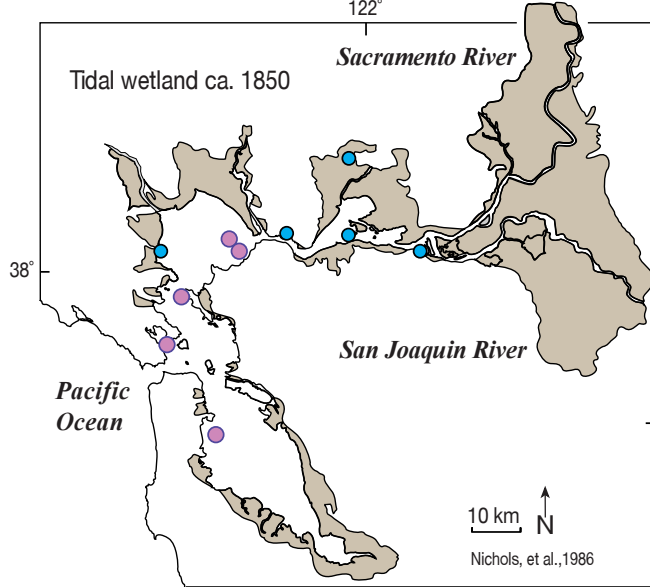 122°
Sacramento River
Tidal wetland ca. 1850
38°
San Joaquin River
Pacific
Ocean
10 km
N
Nichols, et al.,1986